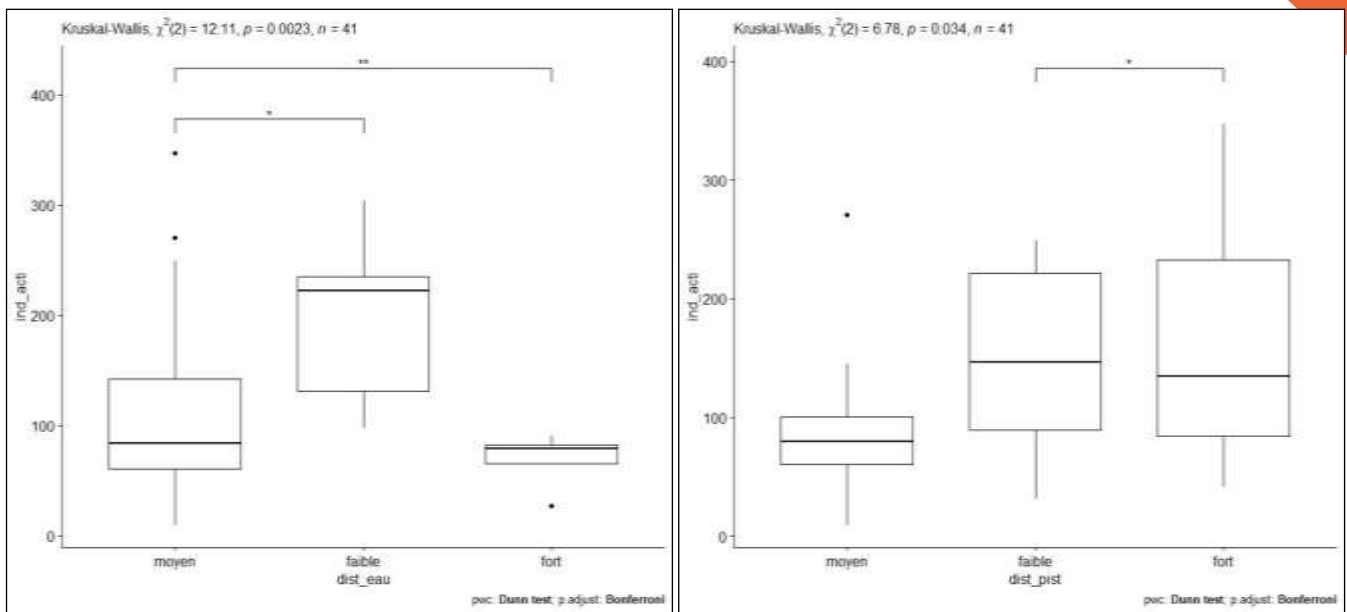 Kruskal-Wallis, χ²(2) = 12.11, p = 0.0023, n = 41
**
*
400
300
200
100
0
ind_acti
moyen faible fort
dist_eau
pwc: Dunn test; p.adjust: Bonferroni
Kruskal-Wallis, χ²(2) = 6.78, p = 0.034, n = 41
*
400
300
200
100
0
ind_acti
moyen faible fort
dist_pist
pwc: Dunn test; p.adjust: Bonferroni